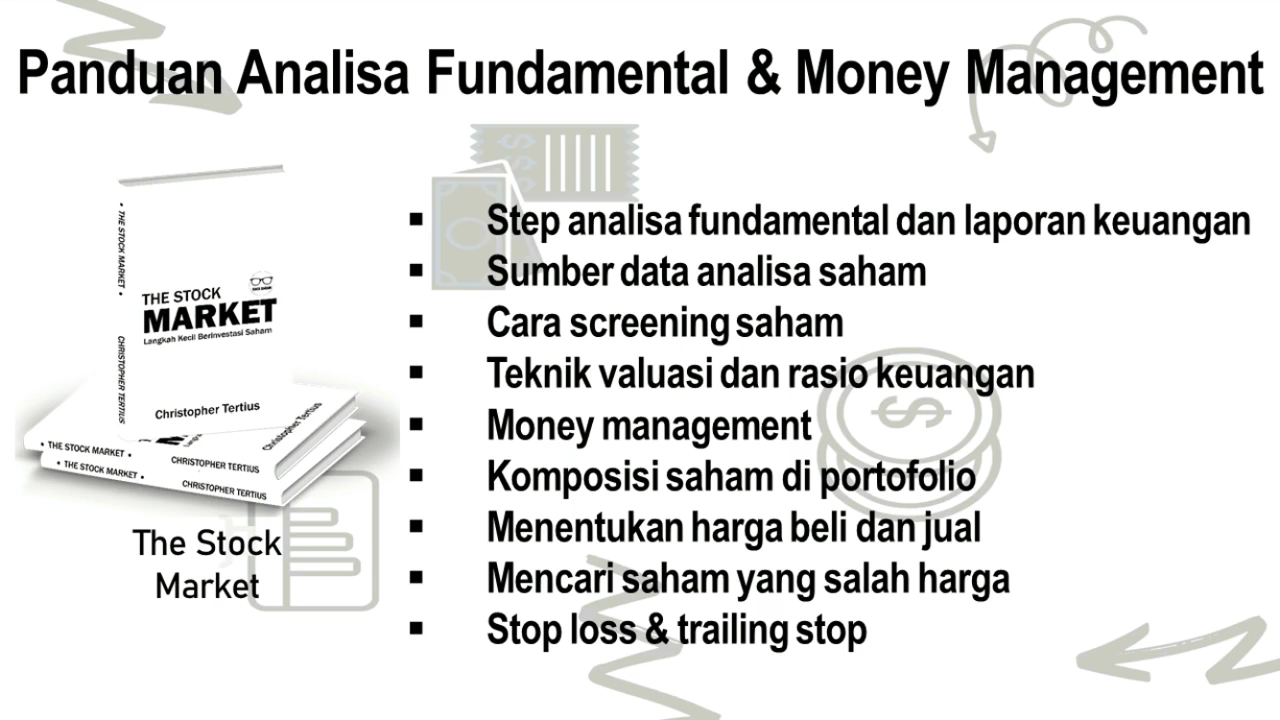 Panduan Analisa Fundamental & Money Management
• THE STOCK MARKET •
CHRISTOPHER TERTIUS
THE STOCK
MARKET
Langkah Kecil Berinvestasi Saham
Christopher Tertius
Christopher Tertius
• THE STOCK MARKET •
CHRISTOPHER TERTIUS
• THE STOCK MARKET •
CHRISTOPHER TERTIUS
The Stock
Market
▪ Step analisa fundamental dan laporan keuangan
▪ Sumber data analisa saham
▪ Cara screening saham
▪ Teknik valuasi dan rasio keuangan
▪ Money management
▪ Komposisi saham di portofolio
▪ Menentukan harga beli dan jual
▪ Mencari saham yang salah harga
▪ Stop loss & trailing stop